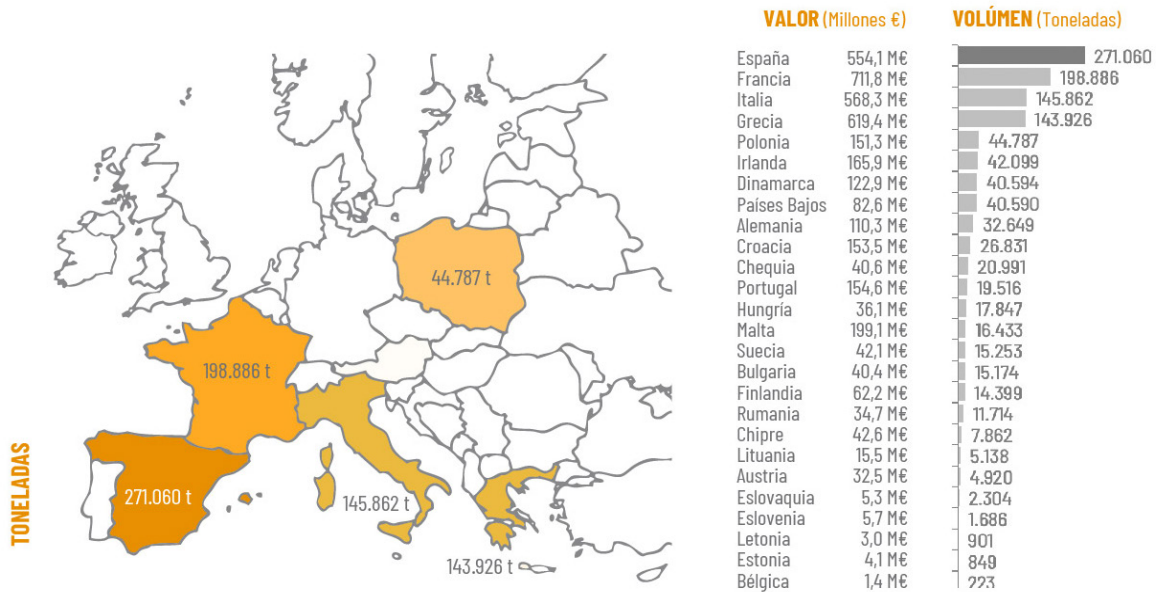 VALOR (Millones €) VOLÚMEN (Toneladas)
España 554,1 M€ 271.060
Francia 711,8 M€ 198.886
Italia 568,3 M€ 145.862
Grecia 619,4 M€ 143.926
Polonia 151,3 M€ 44.787
Irlanda 165,9 M€ 42.099
Dinamarca 122,9 M€ 40.594
Países Bajos 82,6 M€ 40.590
Alemania 110,3 M€ 32.649
Croacia 153,5 M€ 26.831
Chequia 40,6 M€ 20.991
Portugal 154,6 M€ 19.516
Hungría 36,1 M€ 17.847
Malta 199,1 M€ 16.433
Suecia 42,1 M€ 15.253
Bulgaria 40,4 M€ 15.174
Finlandia 62,2 M€ 14.399
Rumania 34,7 M€ 11.714
Chipre 42,6 M€ 7.862
Lituania 15,5 M€ 5.138
Austria 32,5 M€ 4.920
Eslovaquia 5,3 M€ 2.304
Eslovenia 5,7 M€ 1.686
Letonia 3,0 M€ 901
Estonia 4,1 M€ 849
Bélgica 1,4 M€ 223
44.787 t
198.886 t
271.060 t
145.862 t
143.926 t
TONELADAS